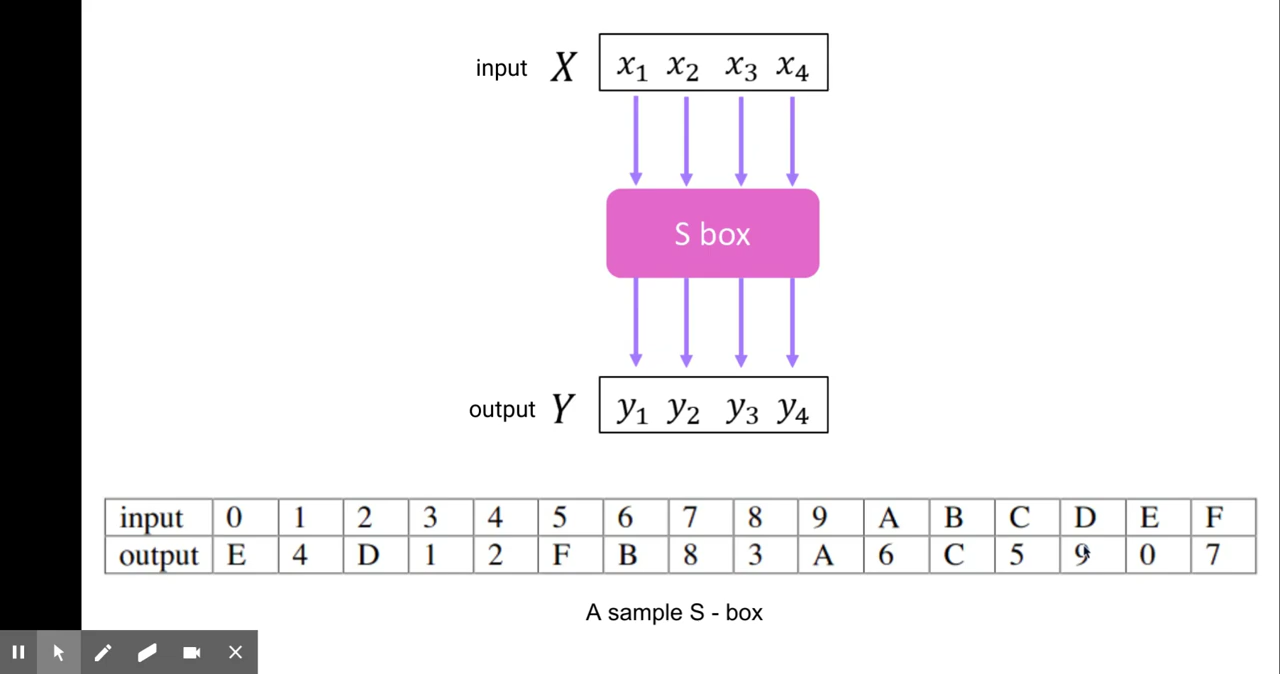 input X x₁ x₂ x₃ x₄
S box
output Y y₁ y₂ y₃ y₄
input 0 1 2 3 4 5 6 7 8 9 A B C D E F
output E 4 D 1 2 F B 8 3 A 6 C 5 9 0 7
A sample S - box